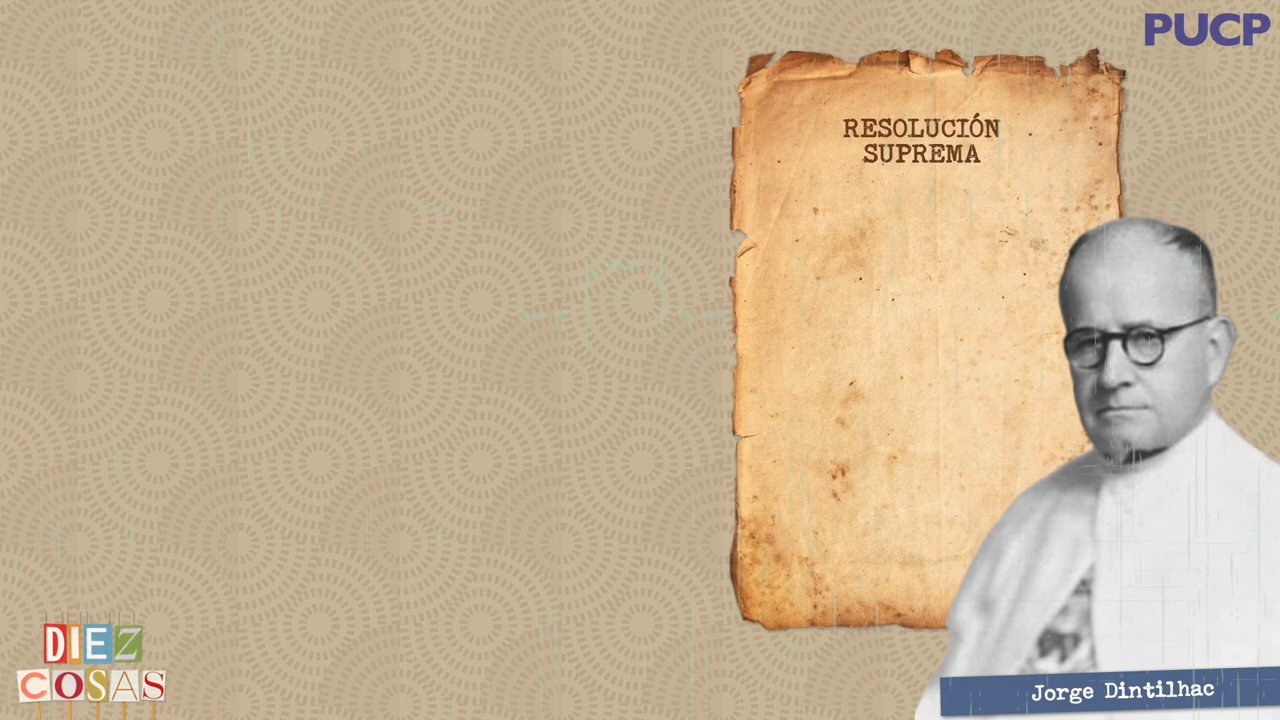 PUCP
RESOLUCIÓN
SUPREMA
DIEZ
COSAS
Jorge Dintilhac